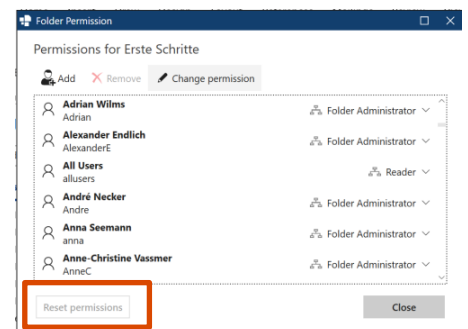 Folder Permission
Permissions for Erste Schritte
Add Remove Change permission
Adrian Wilms
Adrian Folder Administrator
Alexander Endlich
AlexanderE Folder Administrator
All Users
allusers Reader
André Necker
Andre Folder Administrator
Anna Seemann
anna Folder Administrator
Anne-Christine Vassmer
AnneC Folder Administrator
Reset permissions Close